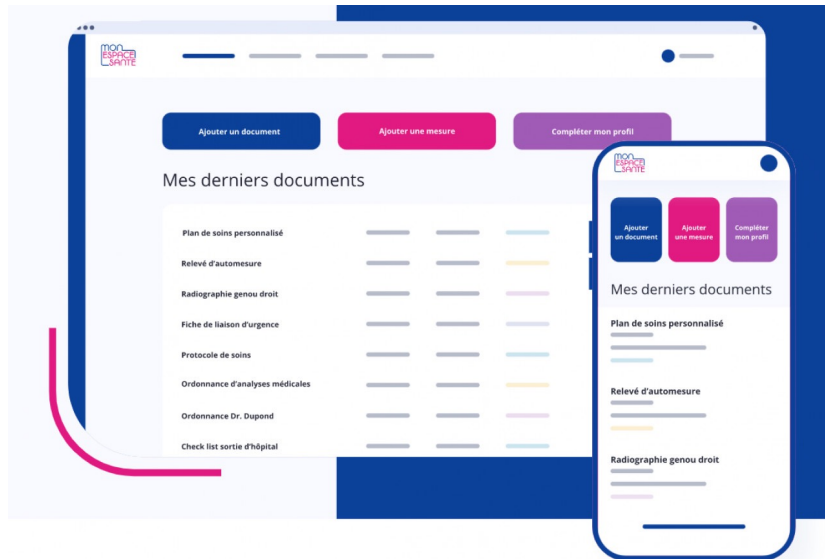 mon
ESPACE
SANTÉ
Ajouter un document
Ajouter une mesure
Compléter mon profil
Mes derniers documents
Plan de soins personnalisé
Relevé d'automesure
Radiographie genou droit
Fiche de liaison d'urgence
Protocole de soins
Ordonnance d'analyses médicales
Ordonnance Dr. Dupond
Check list sortie d'hôpital
mon
ESPACE
SANTÉ
Ajouter
un document
Ajouter
une mesure
Compléter
mon profil
Mes derniers documents
Plan de soins personnalisé
Relevé d'automesure
Radiographie genou droit